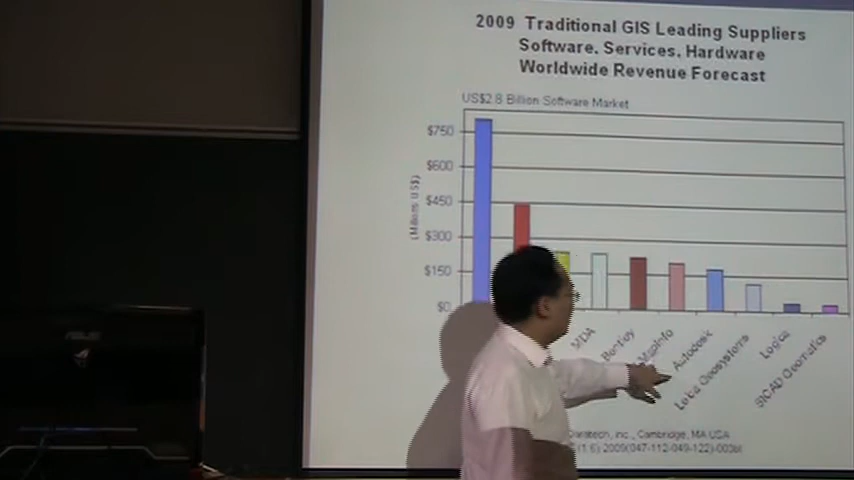 2009 Traditional GIS Leading Suppliers
Software, Services, Hardware
Worldwide Revenue Forecast
US$2.8 Billion Software Market
$750
$600
$450
$300
$150
$0
(Millions US$)
MDA
Bentley
MapInfo
Autodesk
Leica Geosystems
Logica
SICAD Geomatics
Daratech, inc., Cambridge, MA USA
ASUS